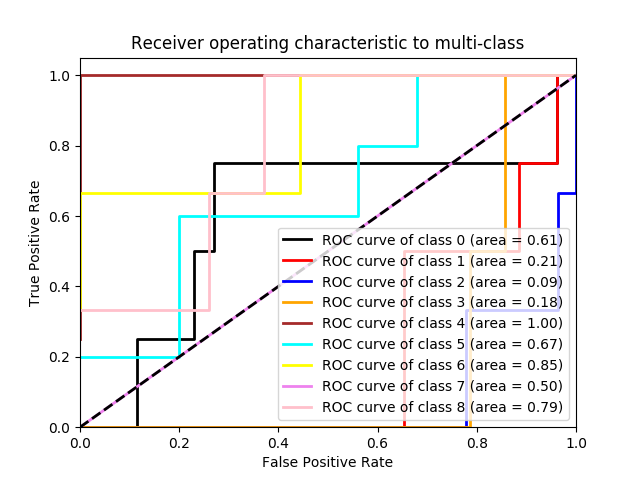 Receiver operating characteristic to multi-class
1.0
0.8
0.6
0.4
0.2
0.0
True Positive Rate
ROC curve of class 0 (area = 0.61)
ROC curve of class 1 (area = 0.21)
ROC curve of class 2 (area = 0.09)
ROC curve of class 3 (area = 0.18)
ROC curve of class 4 (area = 1.00)
ROC curve of class 5 (area = 0.67)
ROC curve of class 6 (area = 0.85)
ROC curve of class 7 (area = 0.50)
ROC curve of class 8 (area = 0.79)
0.0 0.2 0.4 0.6 0.8 1.0
False Positive Rate